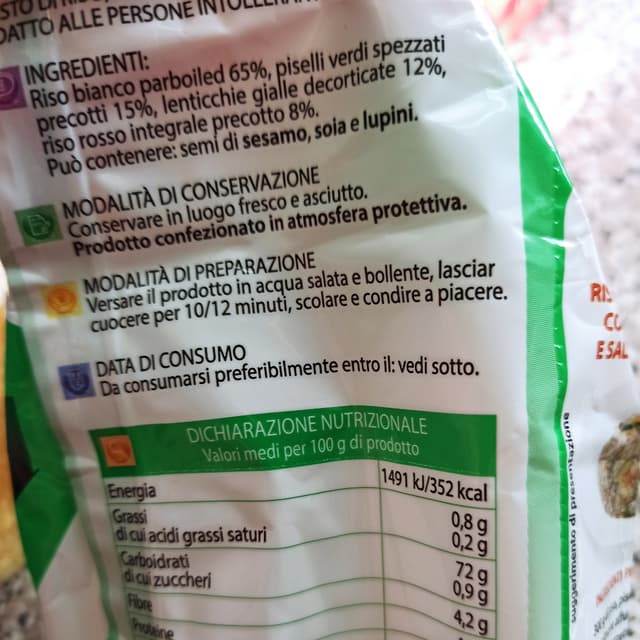 DATTO ALLE PERSONE INTOLLERAN
INGREDIENTI:
Riso bianco parboiled 65%, piselli verdi spezzati
precotti 15%, lenticchie gialle decorticate 12%,
riso rosso integrale precotto 8%.
Può contenere: semi di sesamo, soia e lupini.
MODALITÀ DI CONSERVAZIONE
Conservare in luogo fresco e asciutto.
Prodotto confezionato in atmosfera protettiva.
MODALITÀ DI PREPARAZIONE
Versare il prodotto in acqua salata e bollente, lasciar
cuocere per 10/12 minuti, scolare e condire a piacere.
DATA DI CONSUMO
Da consumarsi preferibilmente entro il: vedi sotto.
DICHIARAZIONE NUTRIZIONALE
Valori medi per 100 g di prodotto
Energia 1491 kJ/352 kcal
Grassi 0,8 g
di cui acidi grassi saturi 0,2 g
Carboidrati 72 g
di cui zuccheri 0,9 g
Fibre 4,2 g
Proteine
RIS
CO
E SAL
suggerimento di presentazione